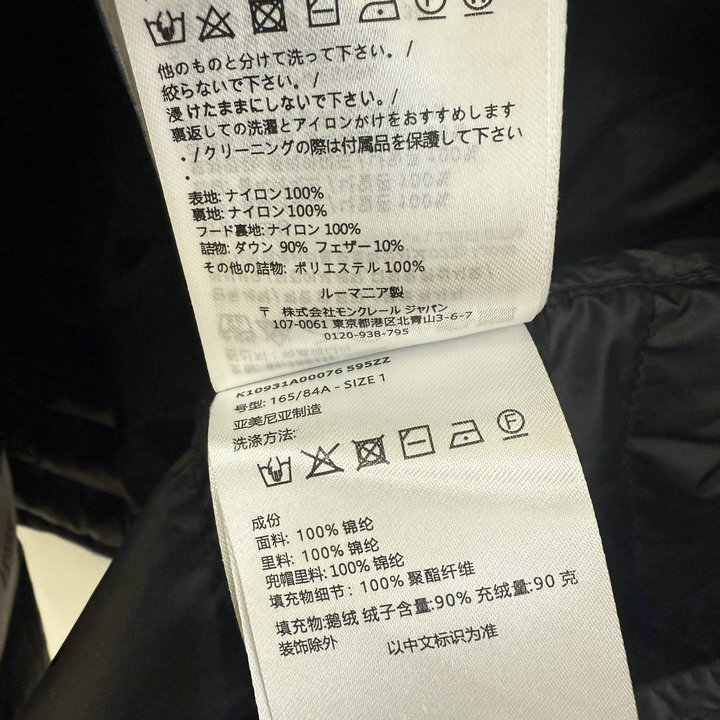 他のものと分けて洗って下さい。/
絞らないで下さい。/
浸けたままにしないで下さい。/
裏返しての洗濯とアイロンがけをおすすめします
./クリーニングの際は付属品を保護して下さい
.
表地: ナイロン100%
裏地: ナイロン100%
フード裏地: ナイロン 100%
詰物: ダウン 90% フェザー10%
その他の詰物: ポリエステル 100%
ルーマニア製
〒 株式会社モンクレール ジャパン
107-0061 東京都港区北青山3-6-7
0120-938-795
K10931A00076 595ZZ
号型: 165/84A - SIZE 1
亚美尼亚制造
洗涤方法:
F
成份
面料: 100% 锦纶
里料: 100% 锦纶
兜帽里料: 100% 锦纶
填充物细节: 100% 聚酯纤维
填充物:鹅绒 绒子含量:90% 充绒量:90 克
装饰除外 以中文标识为准